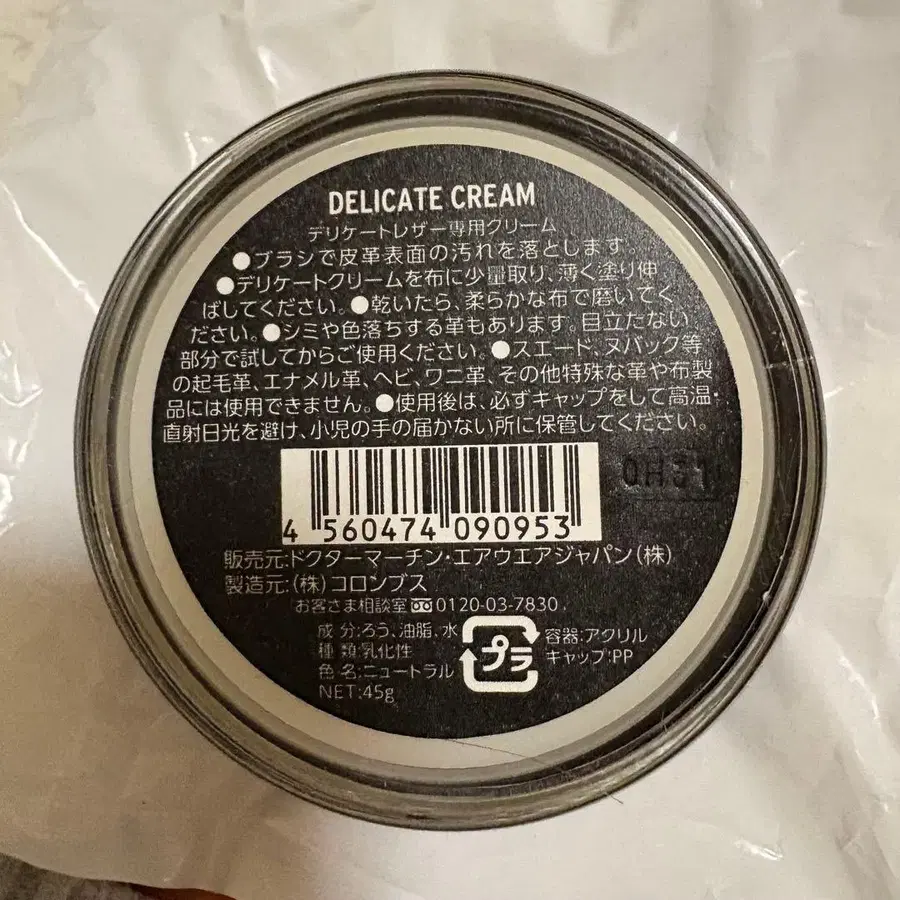 DELICATE CREAM
デリケートレザー専用クリーム
●ブラシで皮革表面の汚れを落とします
●デリケートクリームを布に少量取り、薄く塗り伸
ばしてください。●乾いたら、柔らかな布で磨いてく
ださい。●シミや色落ちする革もあります。目立たない
部分で試してからご使用ください。●スエード、ヌバック等
の起毛革、エナメル革、ヘビ、ワニ革、その他特殊な革や布製
品には使用できません。●使用後は、必ずキャップをして高温・
直射日光を避け、小児の手の届かない所に保管してください。
0H31
4 560474 090953
販売元:ドクターマーチン・エアウエアジャパン(株)
製造元:(株)コロンブス
お客さま相談室 0120-03-7830
成 分:ろう、油脂、水
種 類:乳化性
色 名:ニュートラル
NET:45g
プラ
容器:アクリル
キャップ:PP